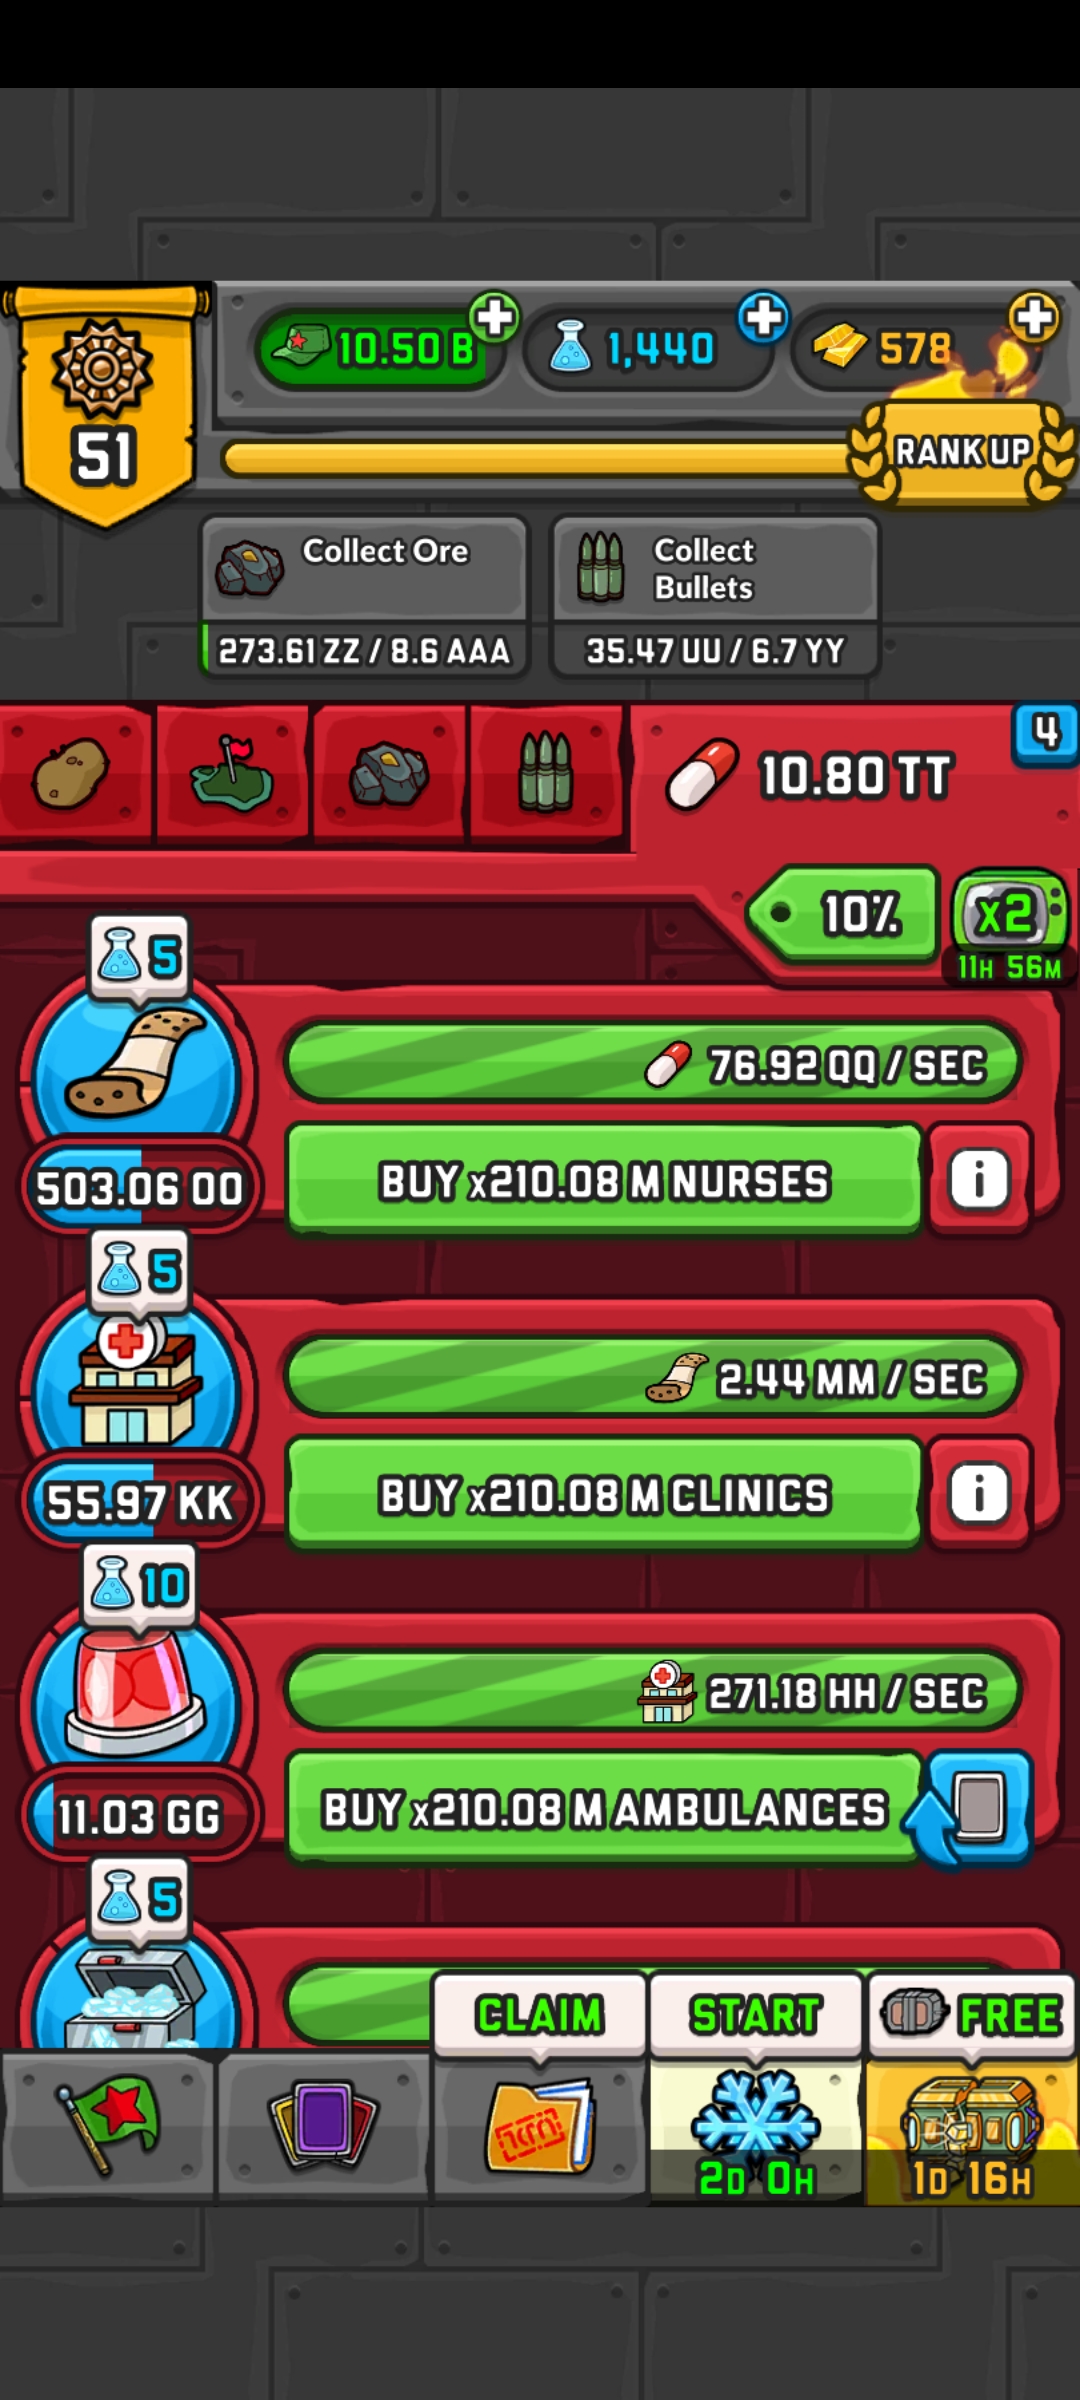 10.50 B
1,440
578
51
RANK UP
Collect Ore
273.61 ZZ / 8.6 AAA
Collect
Bullets
35.47 UU / 6.7 YY
10.80 TT
4
10%
x2
11H 56M
5
76.92 QQ / SEC
503.06 OO
BUY x210.08 M NURSES
i
5
2.44 MM / SEC
55.97 KK
BUY x210.08 M CLINICS
i
10
271.18 HH / SEC
11.03 GG
BUY x210.08 M AMBULANCES
5
CLAIM
START
FREE
2D 0H
1D 16H